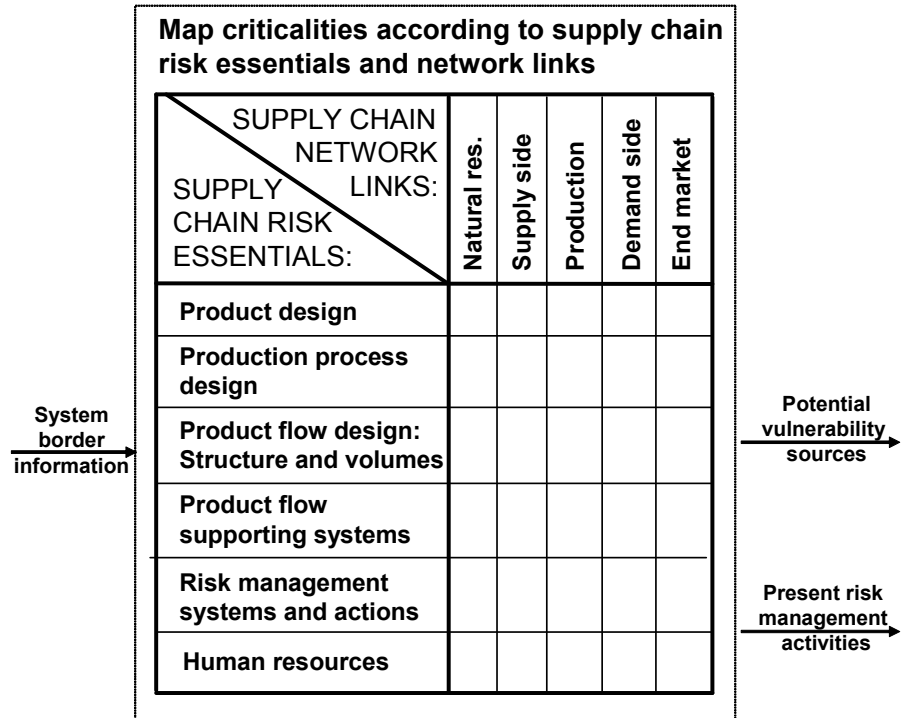 Map criticalities according to supply chain
risk essentials and network links
SUPPLY CHAIN
NETWORK
LINKS:
SUPPLY
CHAIN RISK
ESSENTIALS:
Natural res.
Supply side
Production
Demand side
End market
Product design
Production process
design
Product flow design:
Structure and volumes
Product flow
supporting systems
Risk management
systems and actions
Human resources
System
border
information
Potential
vulnerability
sources
Present risk
management
activities